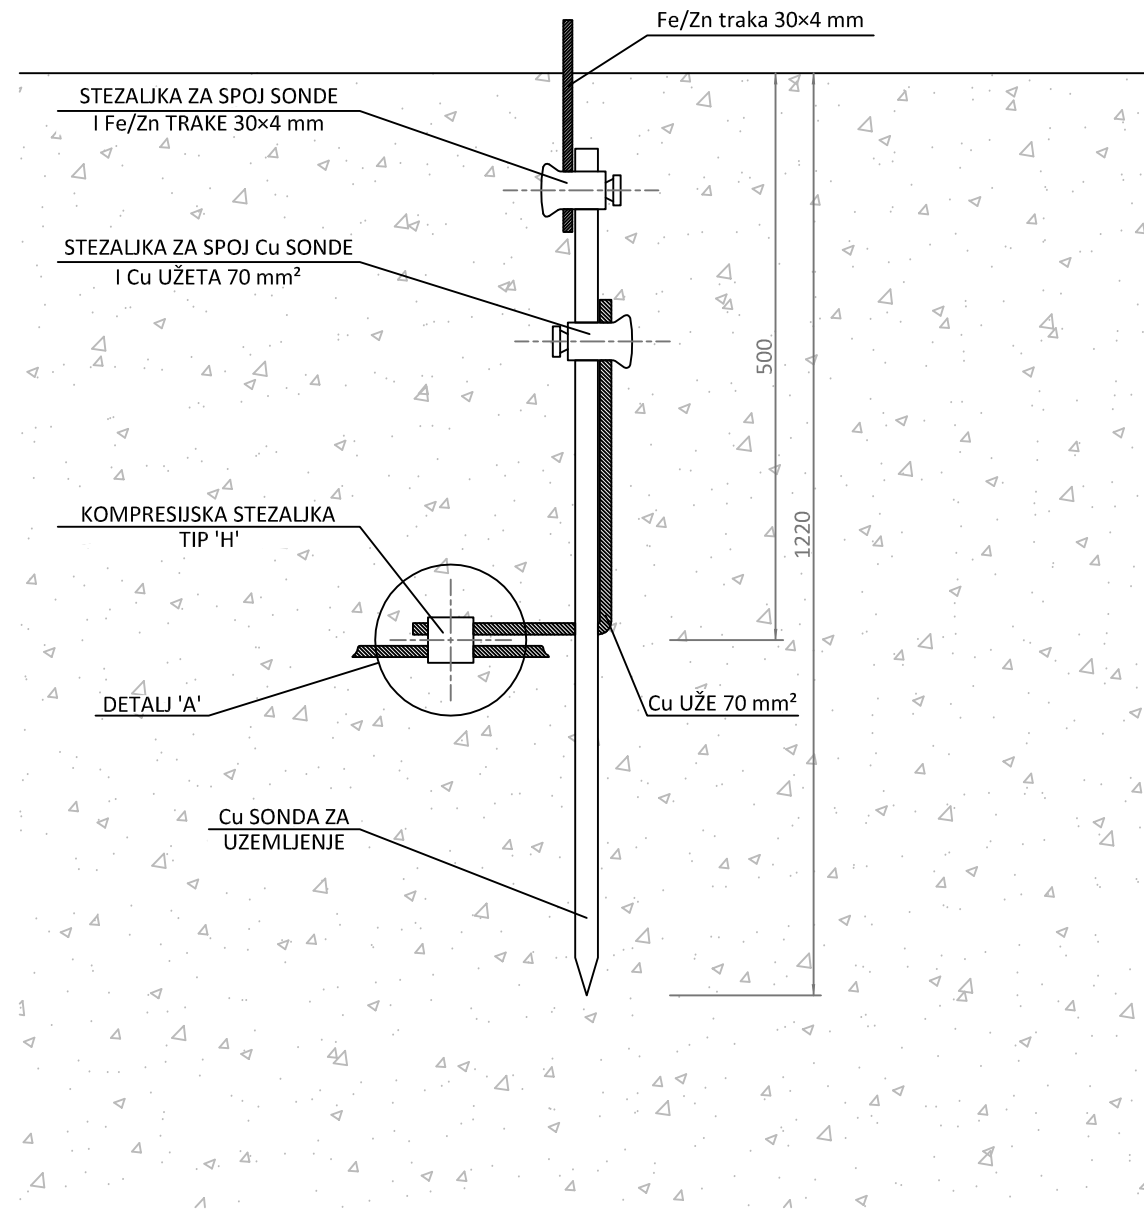 Fe/Zn traka 30×4 mm
STEZALJKA ZA SPOJ SONDE
I Fe/Zn TRAKE 30×4 mm
STEZALJKA ZA SPOJ Cu SONDE
I Cu UŽETA 70 mm²
500
1220
KOMPRESIJSKA STEZALJKA
TIP 'H'
DETALJ 'A'
Cu UŽE 70 mm²
Cu SONDA ZA
UZEMLJENJE